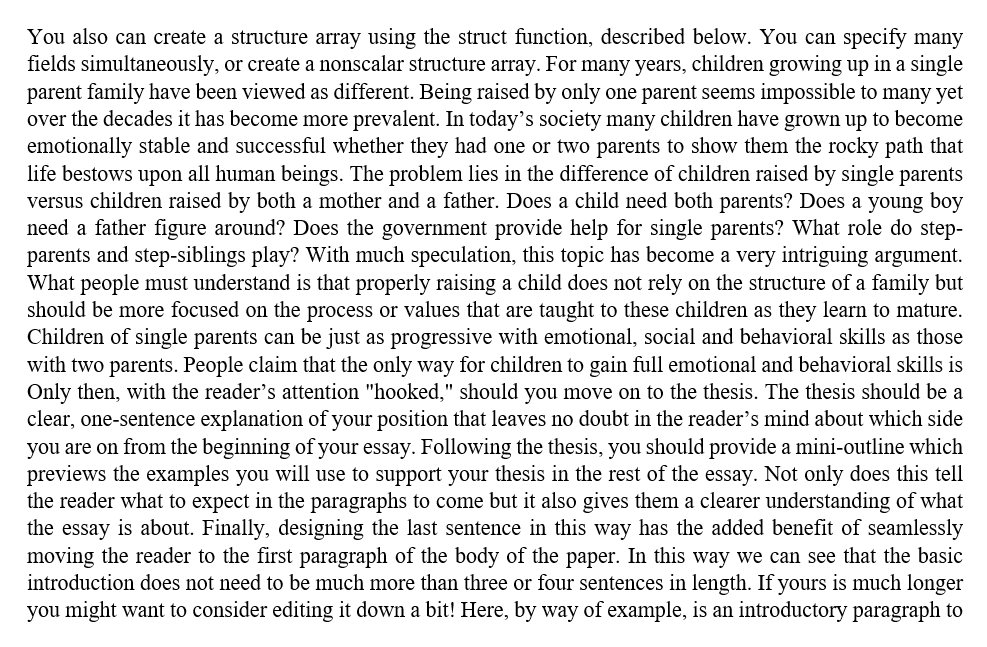 You also can create a structure array using the struct function, described below. You can specify many
fields simultaneously, or create a nonscalar structure array. For many years, children growing up in a single
parent family have been viewed as different. Being raised by only one parent seems impossible to many yet
over the decades it has become more prevalent. In today’s society many children have grown up to become
emotionally stable and successful whether they had one or two parents to show them the rocky path that
life bestows upon all human beings. The problem lies in the difference of children raised by single parents
versus children raised by both a mother and a father. Does a child need both parents? Does a young boy
need a father figure around? Does the government provide help for single parents? What role do step-
parents and step-siblings play? With much speculation, this topic has become a very intriguing argument.
What people must understand is that properly raising a child does not rely on the structure of a family but
should be more focused on the process or values that are taught to these children as they learn to mature.
Children of single parents can be just as progressive with emotional, social and behavioral skills as those
with two parents. People claim that the only way for children to gain full emotional and behavioral skills is
Only then, with the reader’s attention "hooked," should you move on to the thesis. The thesis should be a
clear, one-sentence explanation of your position that leaves no doubt in the reader’s mind about which side
you are on from the beginning of your essay. Following the thesis, you should provide a mini-outline which
previews the examples you will use to support your thesis in the rest of the essay. Not only does this tell
the reader what to expect in the paragraphs to come but it also gives them a clearer understanding of what
the essay is about. Finally, designing the last sentence in this way has the added benefit of seamlessly
moving the reader to the first paragraph of the body of the paper. In this way we can see that the basic
introduction does not need to be much more than three or four sentences in length. If yours is much longer
you might want to consider editing it down a bit! Here, by way of example, is an introductory paragraph to